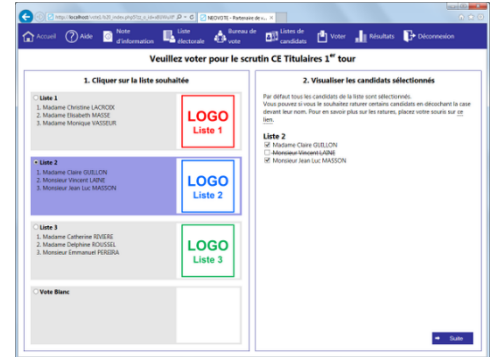 NEOVOTE - Partenaire de v...
Accueil
Aide
Note d'information
Liste électorale
Bureau de vote
Listes de candidats
Voter
Résultats
Déconnexion
Veuillez voter pour le scrutin CE Titulaires 1er tour
1. Cliquer sur la liste souhaitée
Liste 1
1. Madame Christine LACROIX
2. Madame Elisabeth MASSE
3. Madame Monique VASSEUR
LOGO
Liste 1
Liste 2
1. Madame Claire GUILLON
2. Monsieur Vincent LAINE
3. Monsieur Jean Luc MASSON
LOGO
Liste 2
Liste 3
1. Madame Catherine RIVIERE
2. Madame Delphine ROUSSEL
3. Monsieur Emmanuel PEREIRA
LOGO
Liste 3
Vote Blanc
2. Visualiser les candidats sélectionnés
Par défaut tous les candidats de la liste sont sélectionnés.
Vous pouvez si vous le souhaitez raturer certains candidats en décochant la case
devant leur nom. Pour en savoir plus sur les ratures, placez votre souris sur ce
lien.
Liste 2
Madame Claire GUILLON
Monsieur Vincent LAINE
Monsieur Jean Luc MASSON
Suite